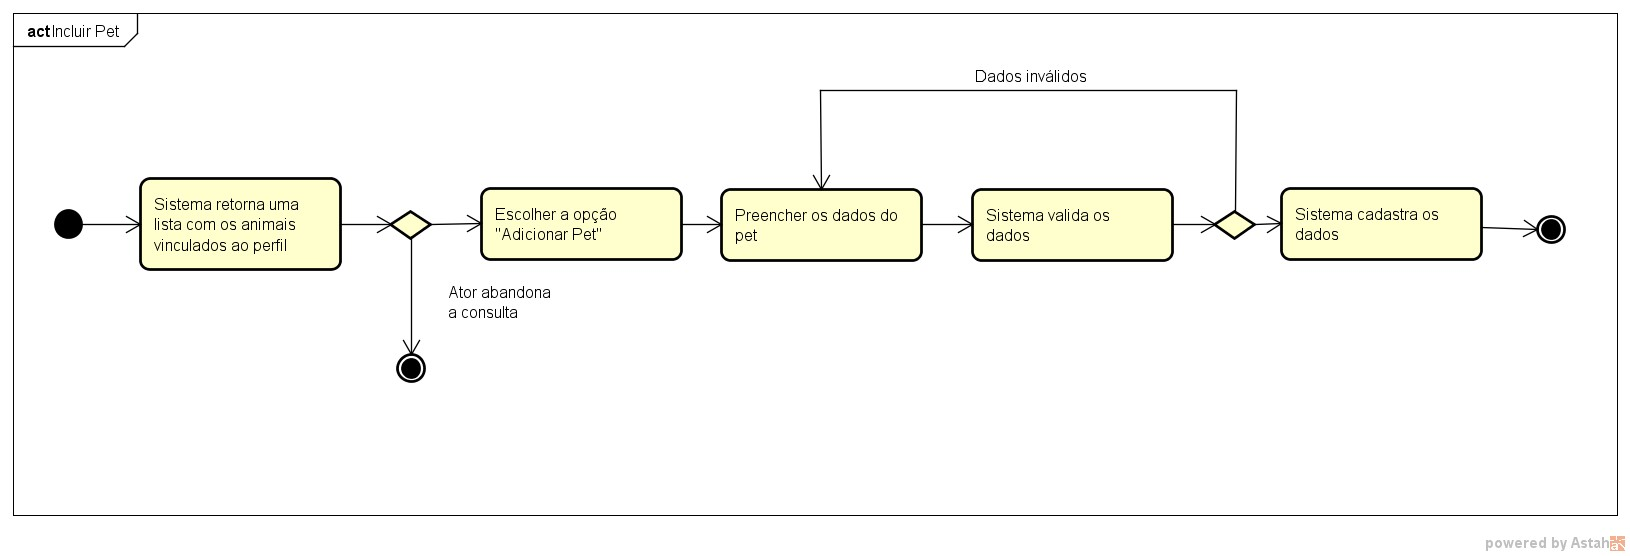 act Incluir Pet
Dados inválidos
Sistema retorna uma
lista com os animais
vinculados ao perfil
Escolher a opção
"Adicionar Pet"
Preencher os dados do
pet
Sistema valida os
dados
Sistema cadastra os
dados
Ator abandona
a consulta
powered by Astah